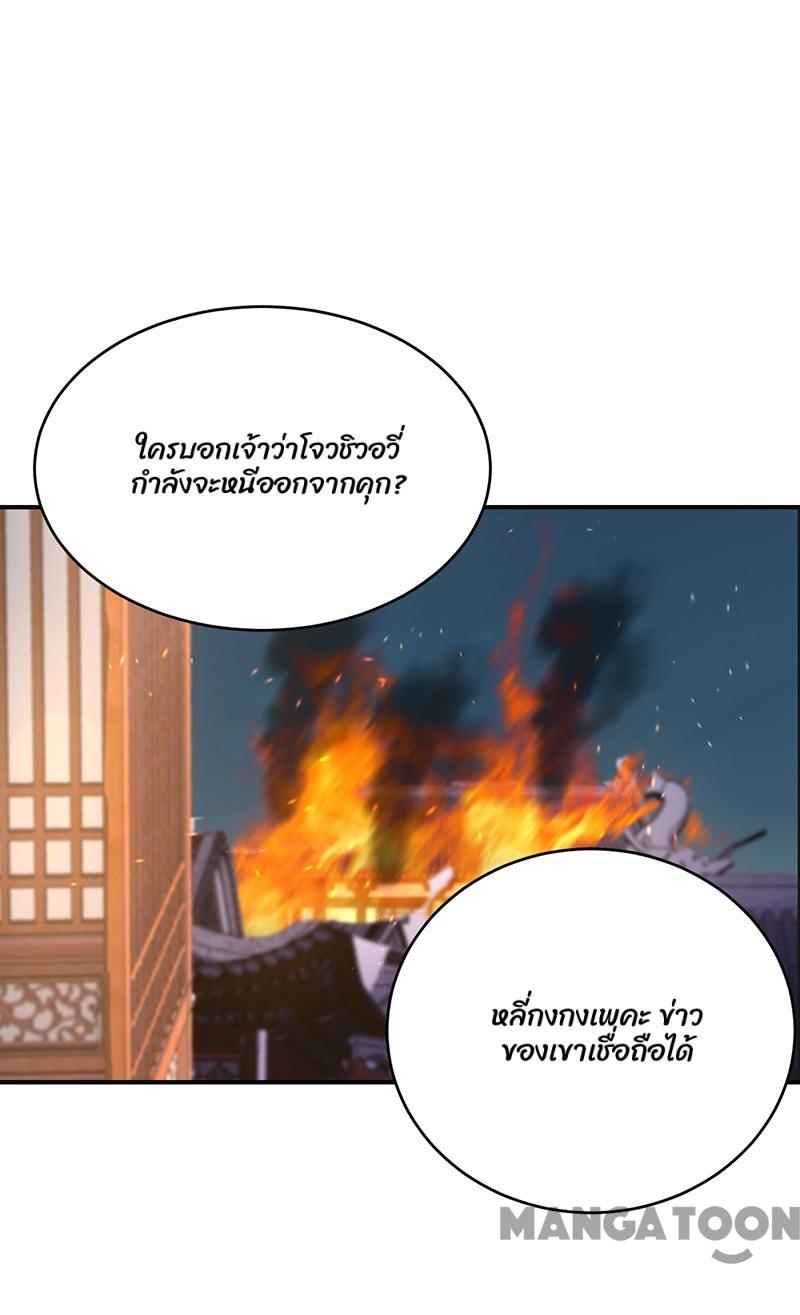 ใครบอกเจ้าว่าโจวชิวอวี่
กำลังจะหนีออกจากคุก?
หลี่กงกงเพคะ ข่าว
ของเขาเชื่อถือได้
MANGATOON